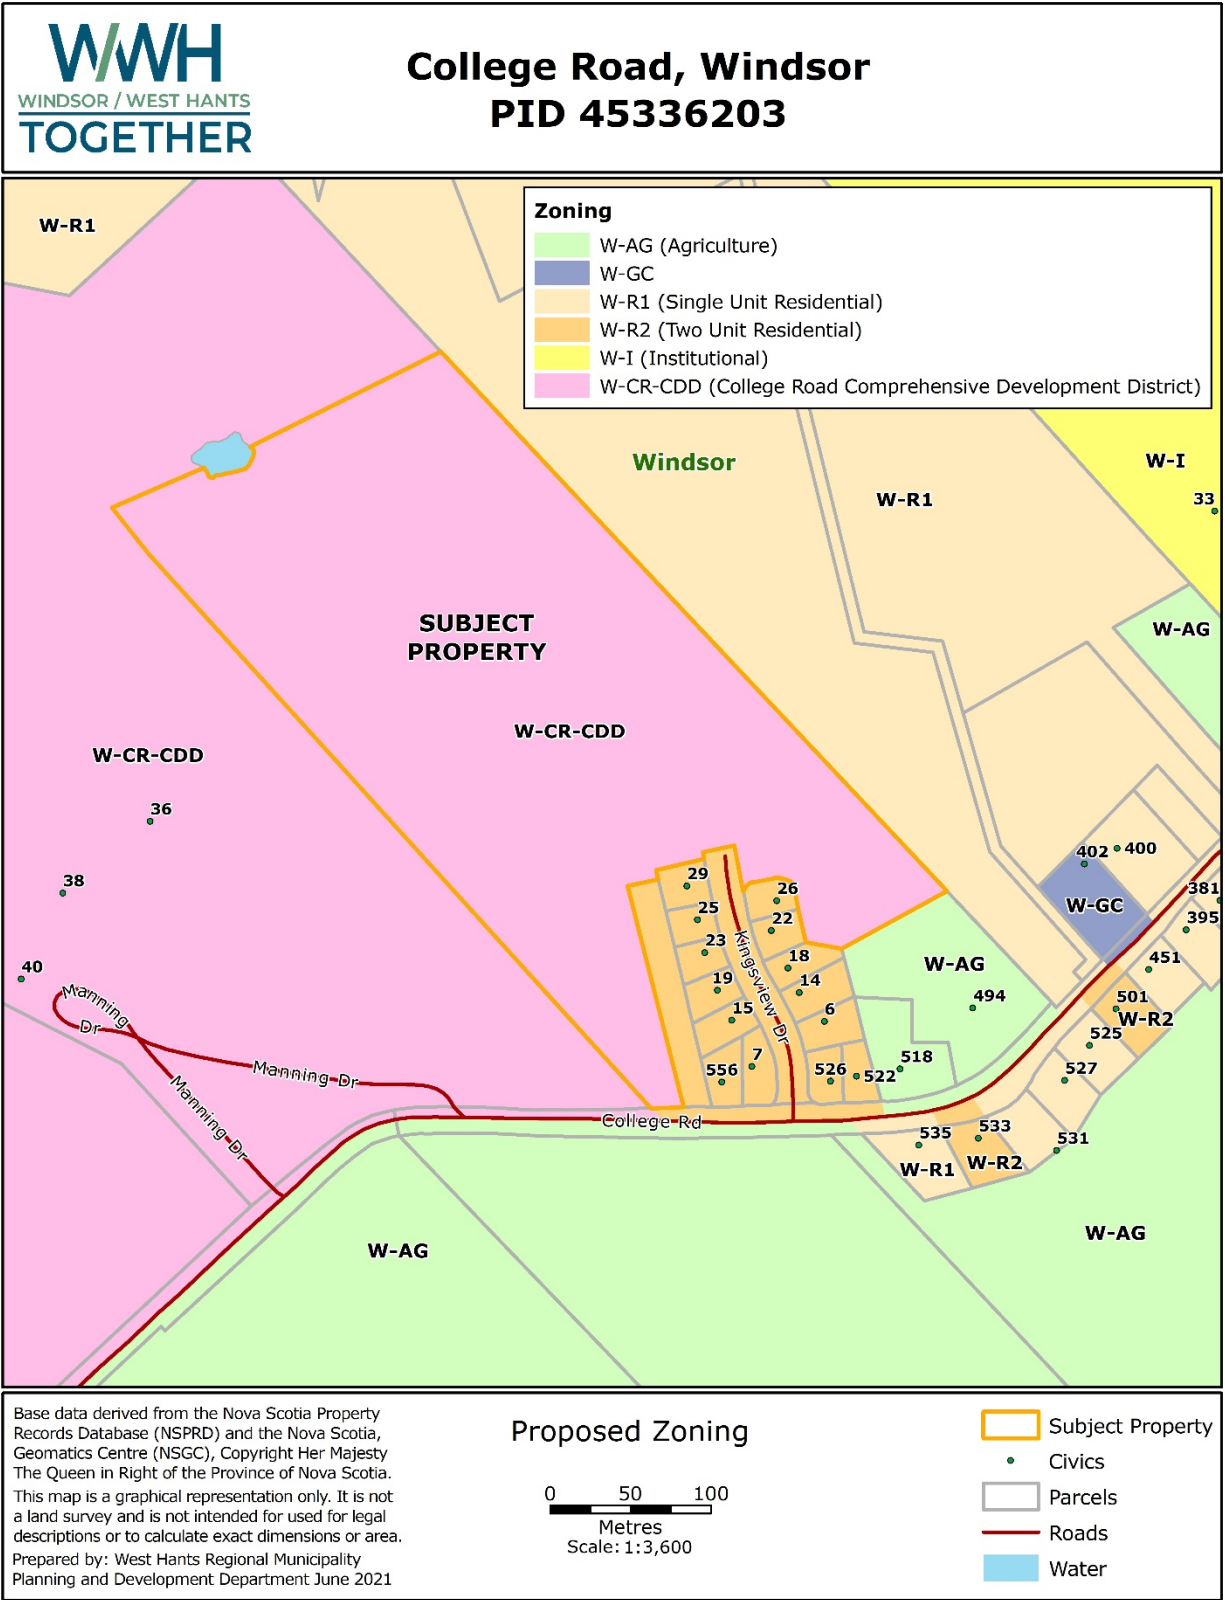 WWH
WINDSOR / WEST HANTS
TOGETHER
College Road, Windsor
PID 45336203
Zoning
W-AG (Agriculture)
W-GC
W-R1 (Single Unit Residential)
W-R2 (Two Unit Residential)
W-I (Institutional)
W-CR-CDD (College Road Comprehensive Development District)
W-R1
Windsor
W-I
W-R1
33
SUBJECT
PROPERTY
W-AG
W-CR-CDD
W-CR-CDD
36
402
400
38
29
26
381
25
22
W-GC
395
23
Kingsview Dr
18
W-AG
451
40
19
14
494
501
Manning
Dr
15
6
W-R2
525
Manning Dr
556
7
526
522
518
527
Manning Dr
College Rd
535
533
531
W-R1
W-R2
W-AG
W-AG
Base data derived from the Nova Scotia Property
Records Database (NSPRD) and the Nova Scotia,
Geomatics Centre (NSGC), Copyright Her Majesty
The Queen in Right of the Province of Nova Scotia.
This map is a graphical representation only. It is not
a land survey and is not intended for used for legal
descriptions or to calculate exact dimensions or area.
Prepared by: West Hants Regional Municipality
Planning and Development Department June 2021
Proposed Zoning
0 50 100
Metres
Scale: 1:3,600
Subject Property
Civics
Parcels
Roads
Water